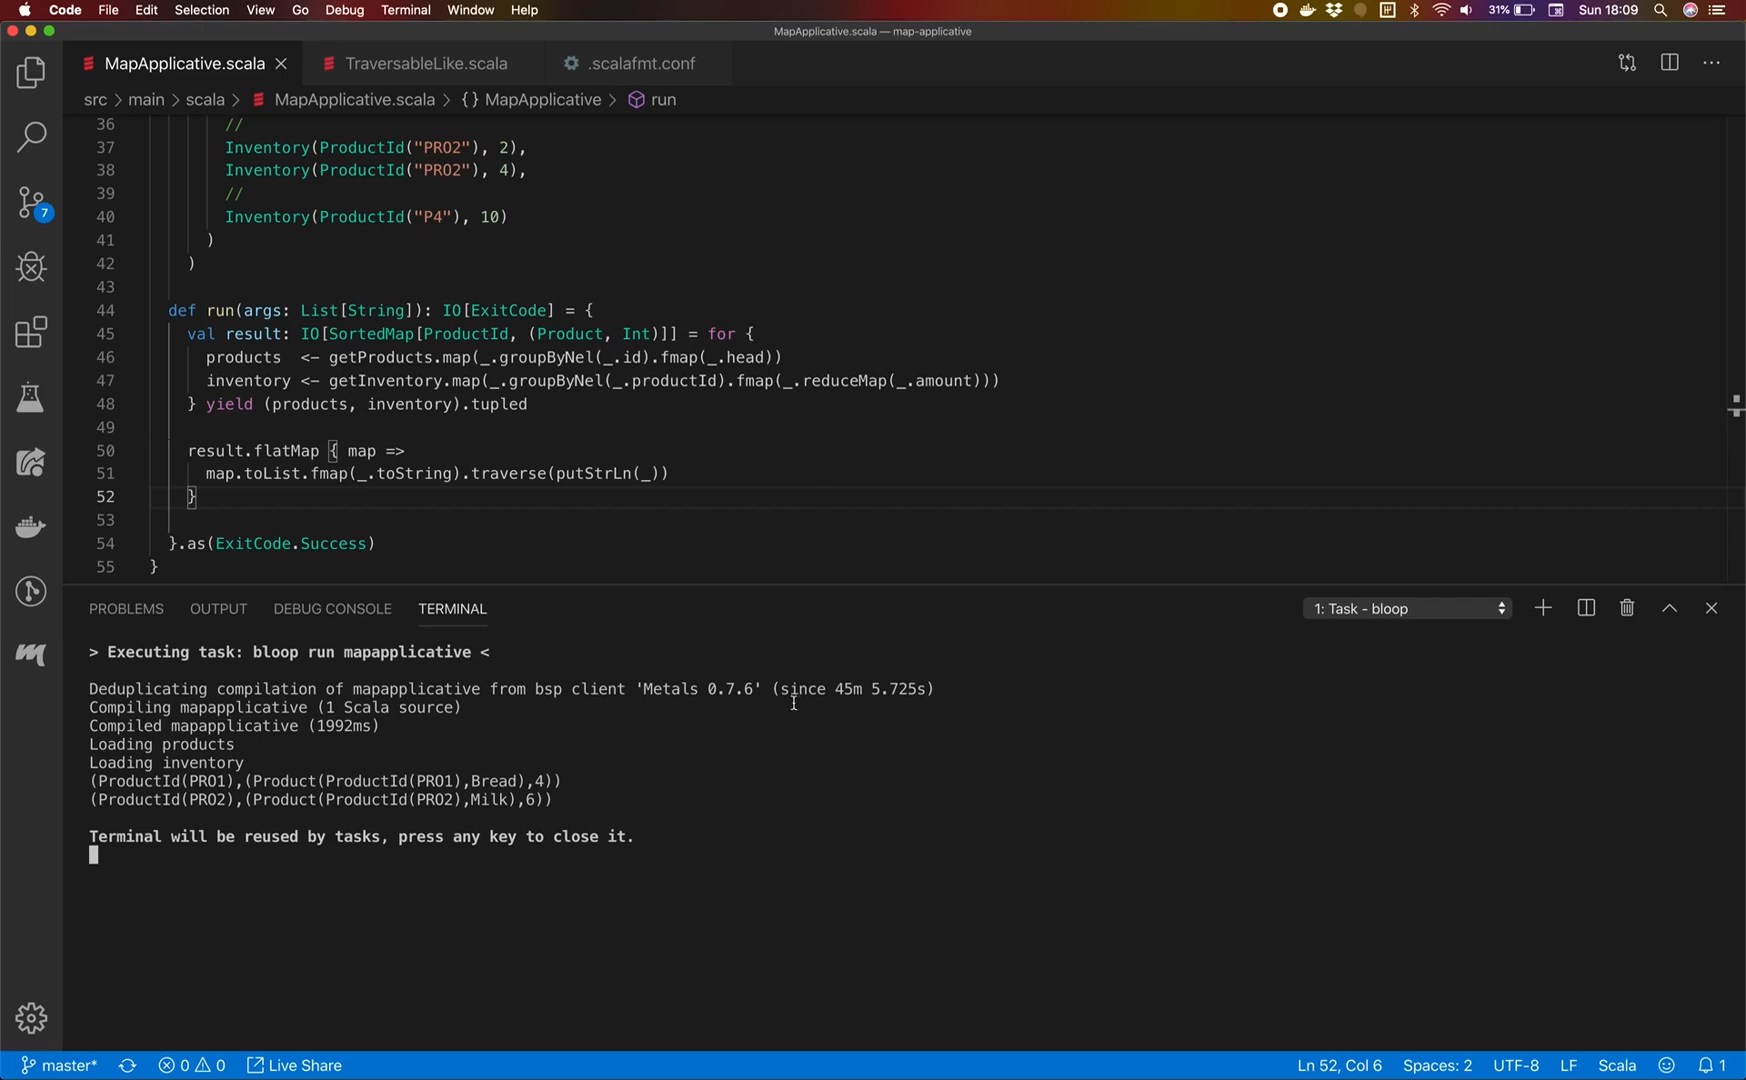 Code File Edit Selection View Go Debug Terminal Window Help 31% Sun 18:09
MapApplicative.scala — map-applicative
MapApplicative.scala TraversableLike.scala .scalafmt.conf
src > main > scala > MapApplicative.scala > {} MapApplicative > run
36 //
37 Inventory(ProductId("PRO2"), 2),
38 Inventory(ProductId("PRO2"), 4),
39 //
40 Inventory(ProductId("P4"), 10)
41 )
42 )
43
44 def run(args: List[String]): IO[ExitCode] = {
45 val result: IO[SortedMap[ProductId, (Product, Int)]] = for {
46 products <- getProducts.map(_.groupByNel(_.id).fmap(_.head))
47 inventory <- getInventory.map(_.groupByNel(_.productId).fmap(_.reduceMap(_.amount)))
48 } yield (products, inventory).tupled
49
50 result.flatMap { map =>
51 map.toList.fmap(_.toString).traverse(putStrLn(_))
52 }
53
54 }.as(ExitCode.Success)
55 }
7
PROBLEMS OUTPUT DEBUG CONSOLE TERMINAL 1: Task - bloop
> Executing task: bloop run mapapplicative <
Deduplicating compilation of mapapplicative from bsp client 'Metals 0.7.6' (since 45m 5.725s)
Compiling mapapplicative (1 Scala source)
Compiled mapapplicative (1992ms)
Loading products
Loading inventory
(ProductId(PRO1),(Product(ProductId(PRO1),Bread),4))
(ProductId(PRO2),(Product(ProductId(PRO2),Milk),6))
Terminal will be reused by tasks, press any key to close it.
master* 0 0 Live Share Ln 52, Col 6 Spaces: 2 UTF-8 LF Scala 1